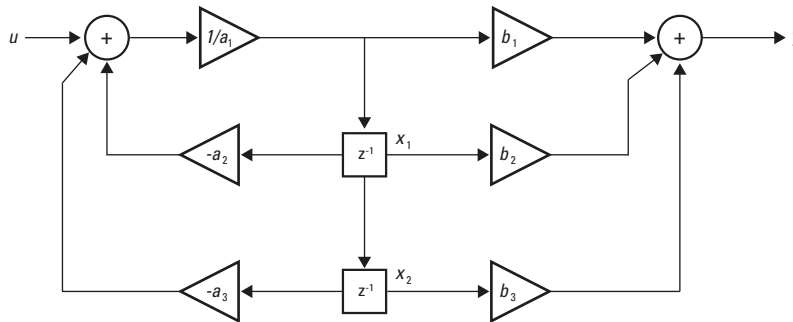 u
+
1/a₁
b₁
+
-a₂
z⁻¹
x₁
b₂
-a₃
z⁻¹
x₂
b₃